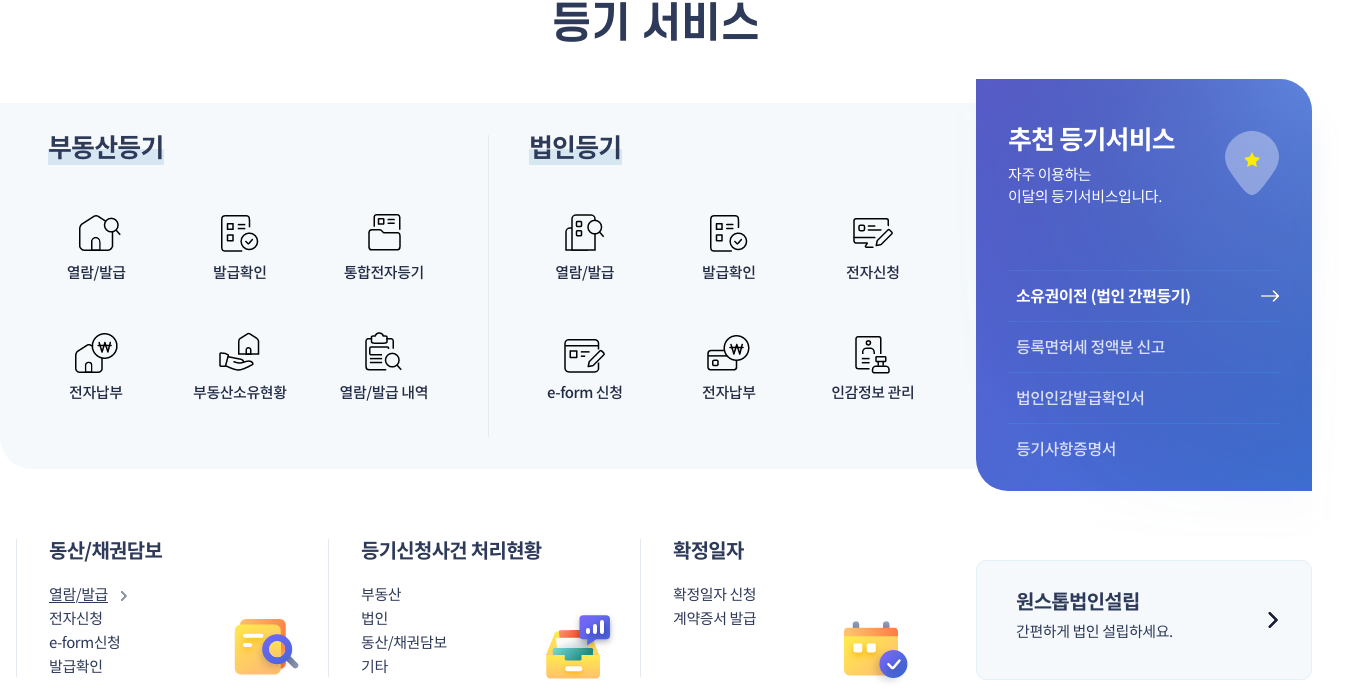 등기 서비스
부동산등기
열람/발급
발급확인
통합전자등기
전자납부
부동산소유현황
열람/발급 내역
법인등기
열람/발급
발급확인
전자신청
e-form 신청
전자납부
인감정보 관리
추천 등기서비스
자주 이용하는
이달의 등기서비스입니다.
소유권이전 (법인 간편등기)
등록면허세 정액분 신고
법인인감발급확인서
등기사항증명서
동산/채권담보
열람/발급
전자신청
e-form신청
발급확인
등기신청사건 처리현황
부동산
법인
동산/채권담보
기타
확정일자
확정일자 신청
계약증서 발급
원스톱법인설립
간편하게 법인 설립하세요.